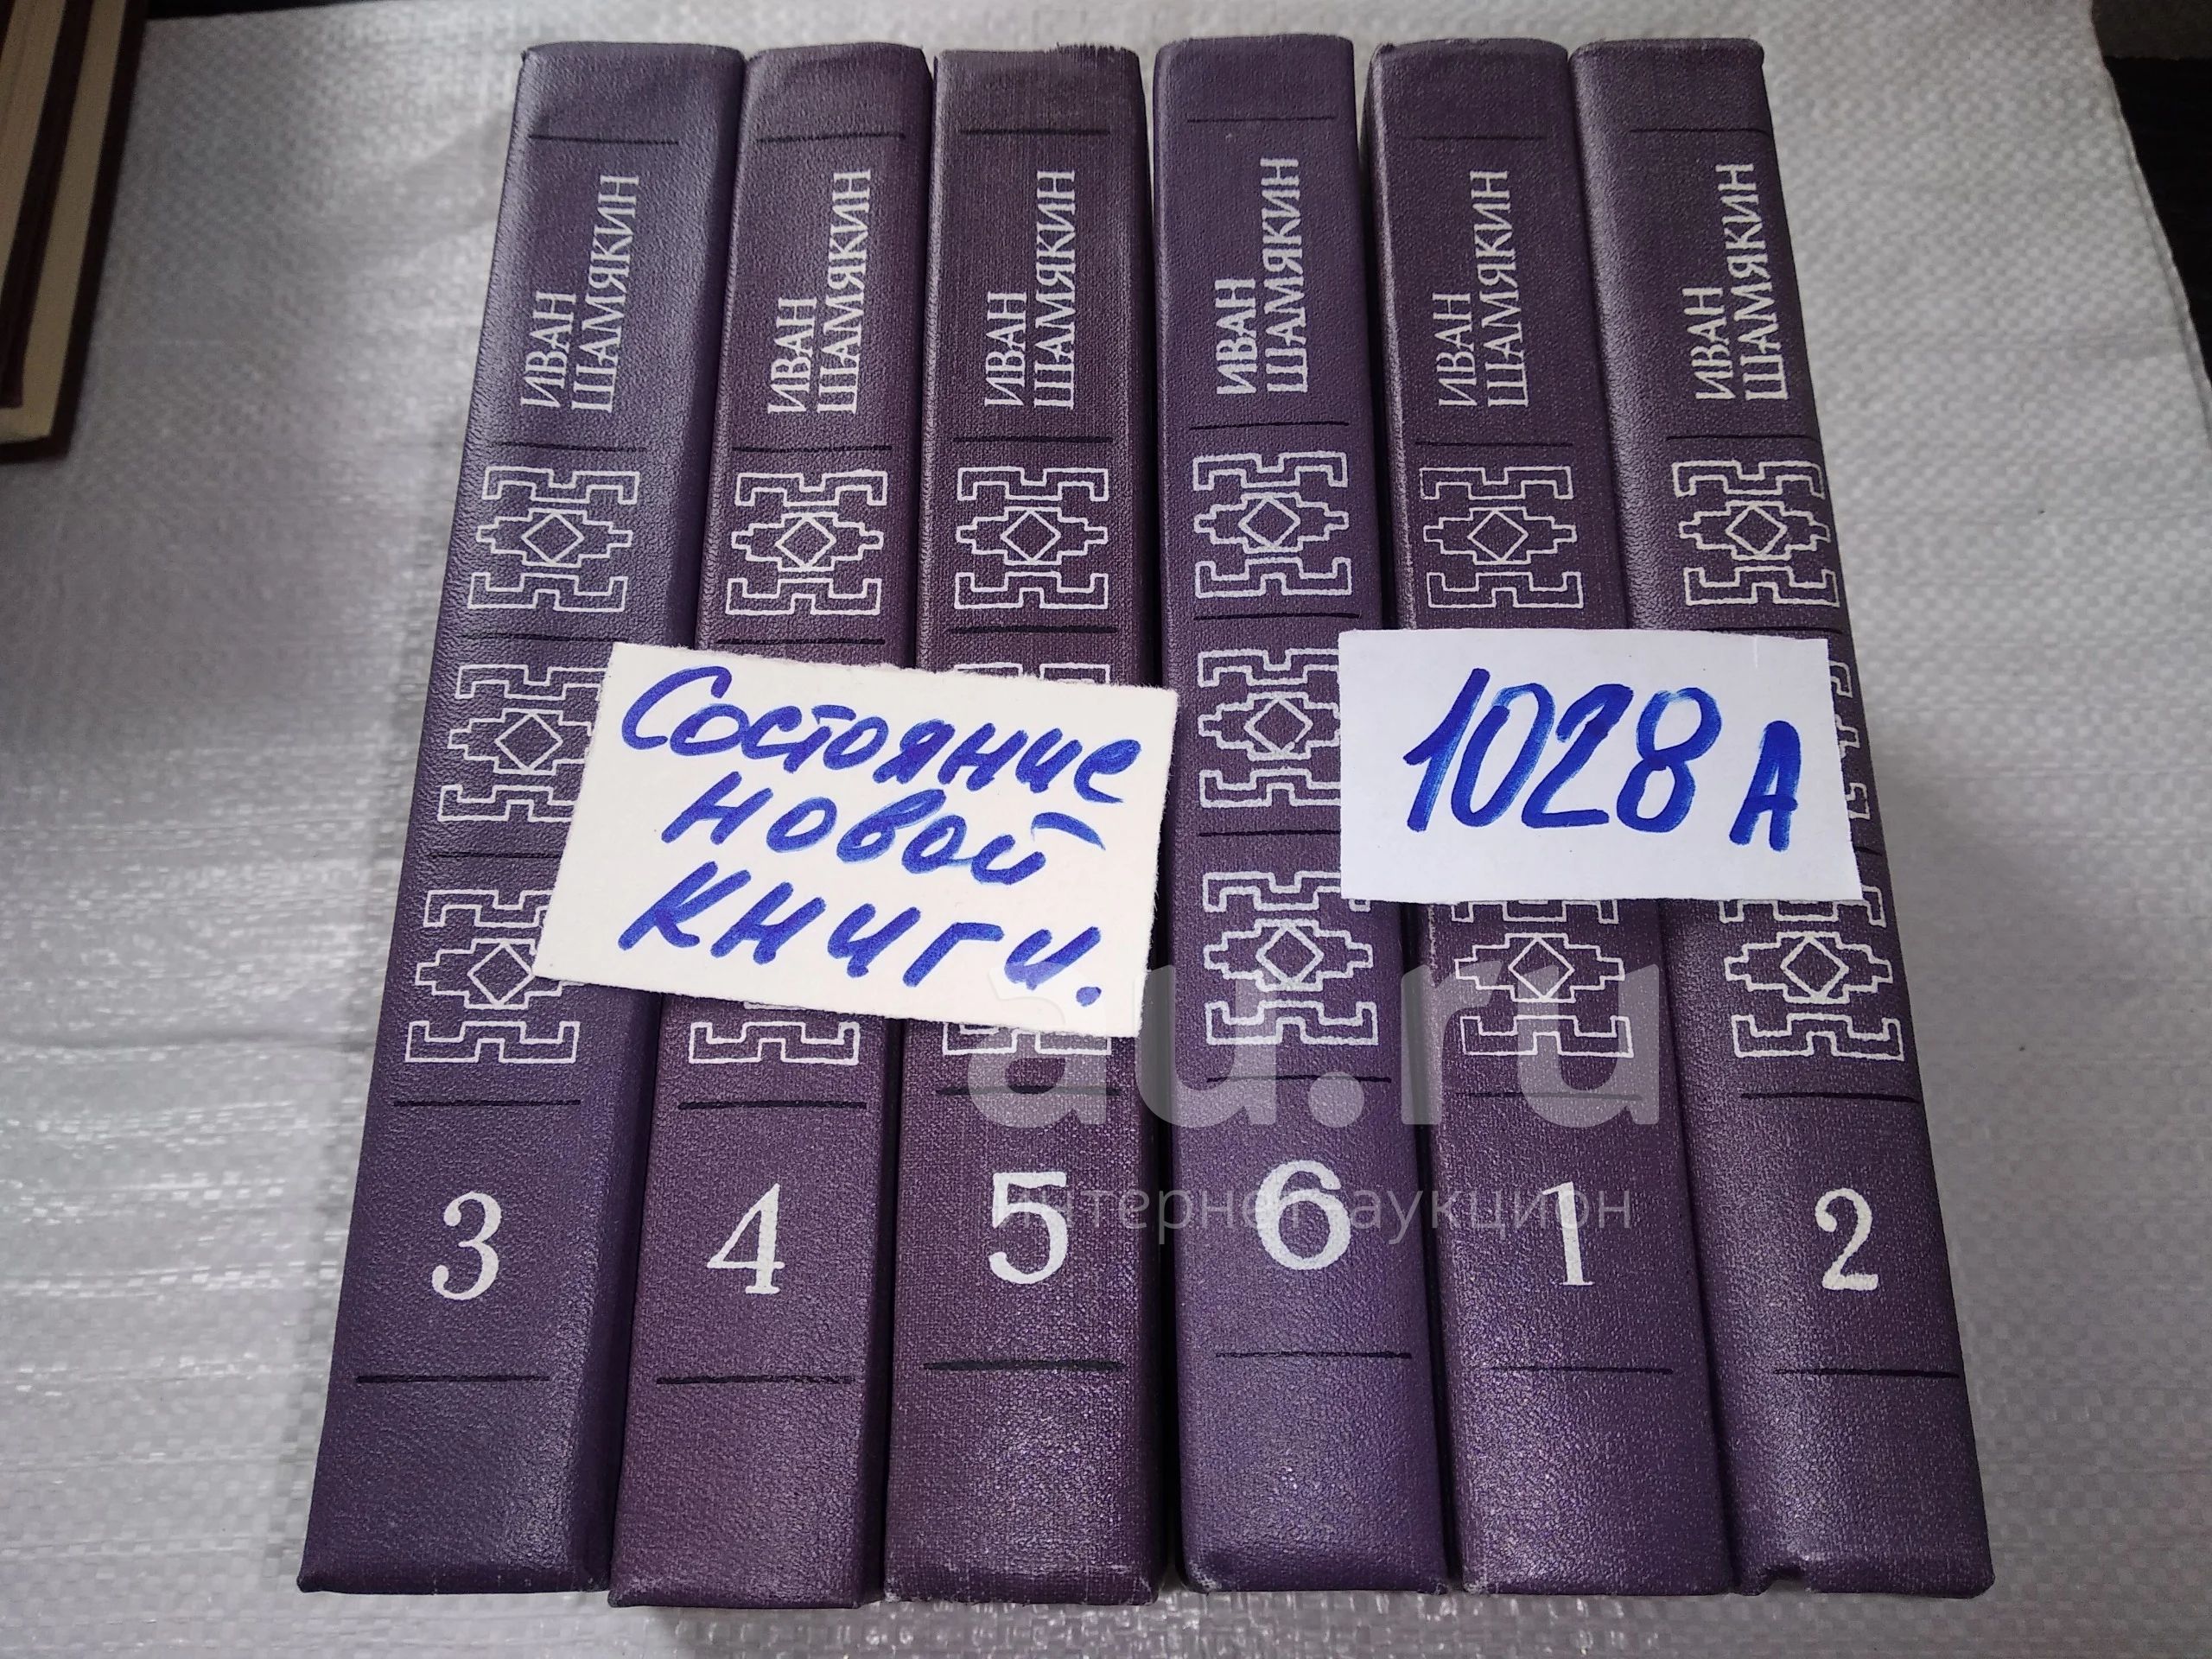 ИВАН
ШАМЯКИН
ИВАН
ШАМЯКИН
ИВАН
ШАМЯКИН
ИВАН
ШАМЯКИН
ИВАН
ШАМЯКИН
ИВАН
ШАМЯКИН
Состояние
новой
книги.
1028 А
au.ru
интернет-аукцион
3
4
5
6
1
2